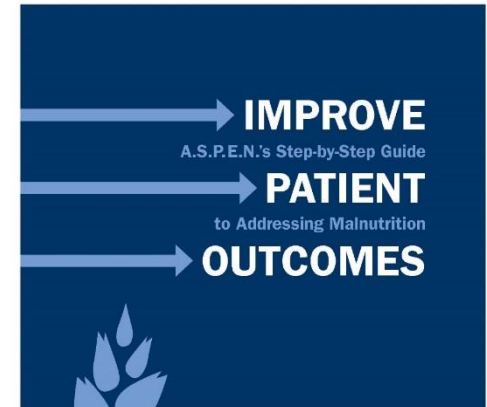 IMPROVE
A.S.P.E.N.'s Step-by-Step Guide
PATIENT
to Addressing Malnutrition
OUTCOMES